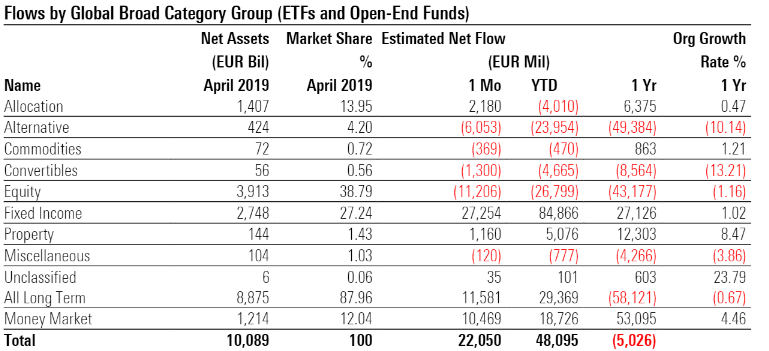 Flows by Global Broad Category Group (ETFs and Open-End Funds)
Net Assets Market Share Estimated Net Flow Org Growth
(EUR Bil) % (EUR Mil) Rate %
Name April 2019 April 2019 1 Mo YTD 1 Yr 1 Yr
Allocation 1,407 13.95 2,180 (4,010) 6,375 0.47
Alternative 424 4.20 (6,053) (23,954) (49,384) (10.14)
Commodities 72 0.72 (369) (470) 863 1.21
Convertibles 56 0.56 (1,300) (4,665) (8,564) (13.21)
Equity 3,913 38.79 (11,206) (26,799) (43,177) (1.16)
Fixed Income 2,748 27.24 27,254 84,866 27,126 1.02
Property 144 1.43 1,160 5,076 12,303 8.47
Miscellaneous 104 1.03 (120) (777) (4,266) (3.86)
Unclassified 6 0.06 35 101 603 23.79
All Long Term 8,875 87.96 11,581 29,369 (58,121) (0.67)
Money Market 1,214 12.04 10,469 18,726 53,095 4.46
Total 10,089 100 22,050 48,095 (5,026)